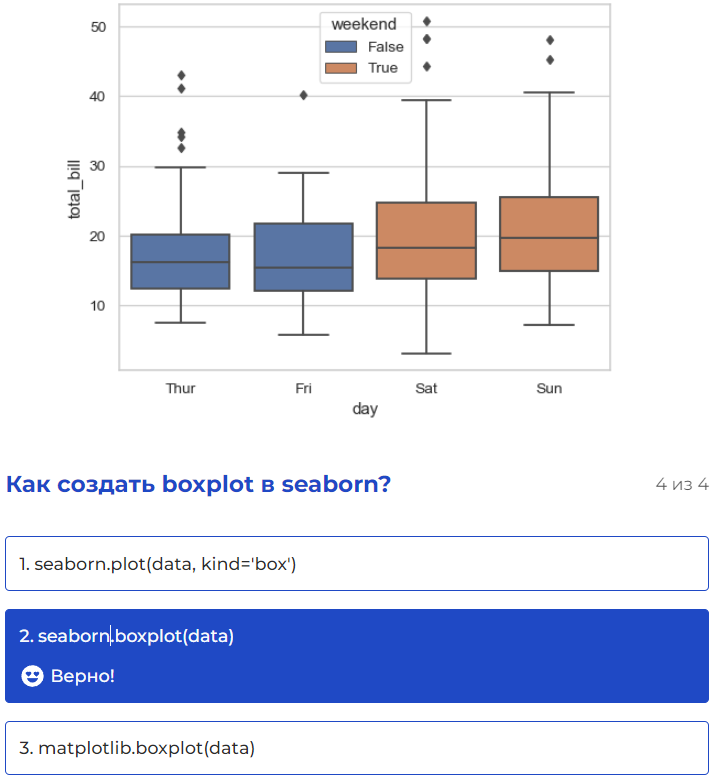 weekend
False
True
50
40
30
20
10
total_bill
Thur Fri Sat Sun
day
Как создать boxplot в seaborn? 4 из 4
1. seaborn.plot(data, kind='box')
2. seaborn.boxplot(data)
Верно!
3. matplotlib.boxplot(data)